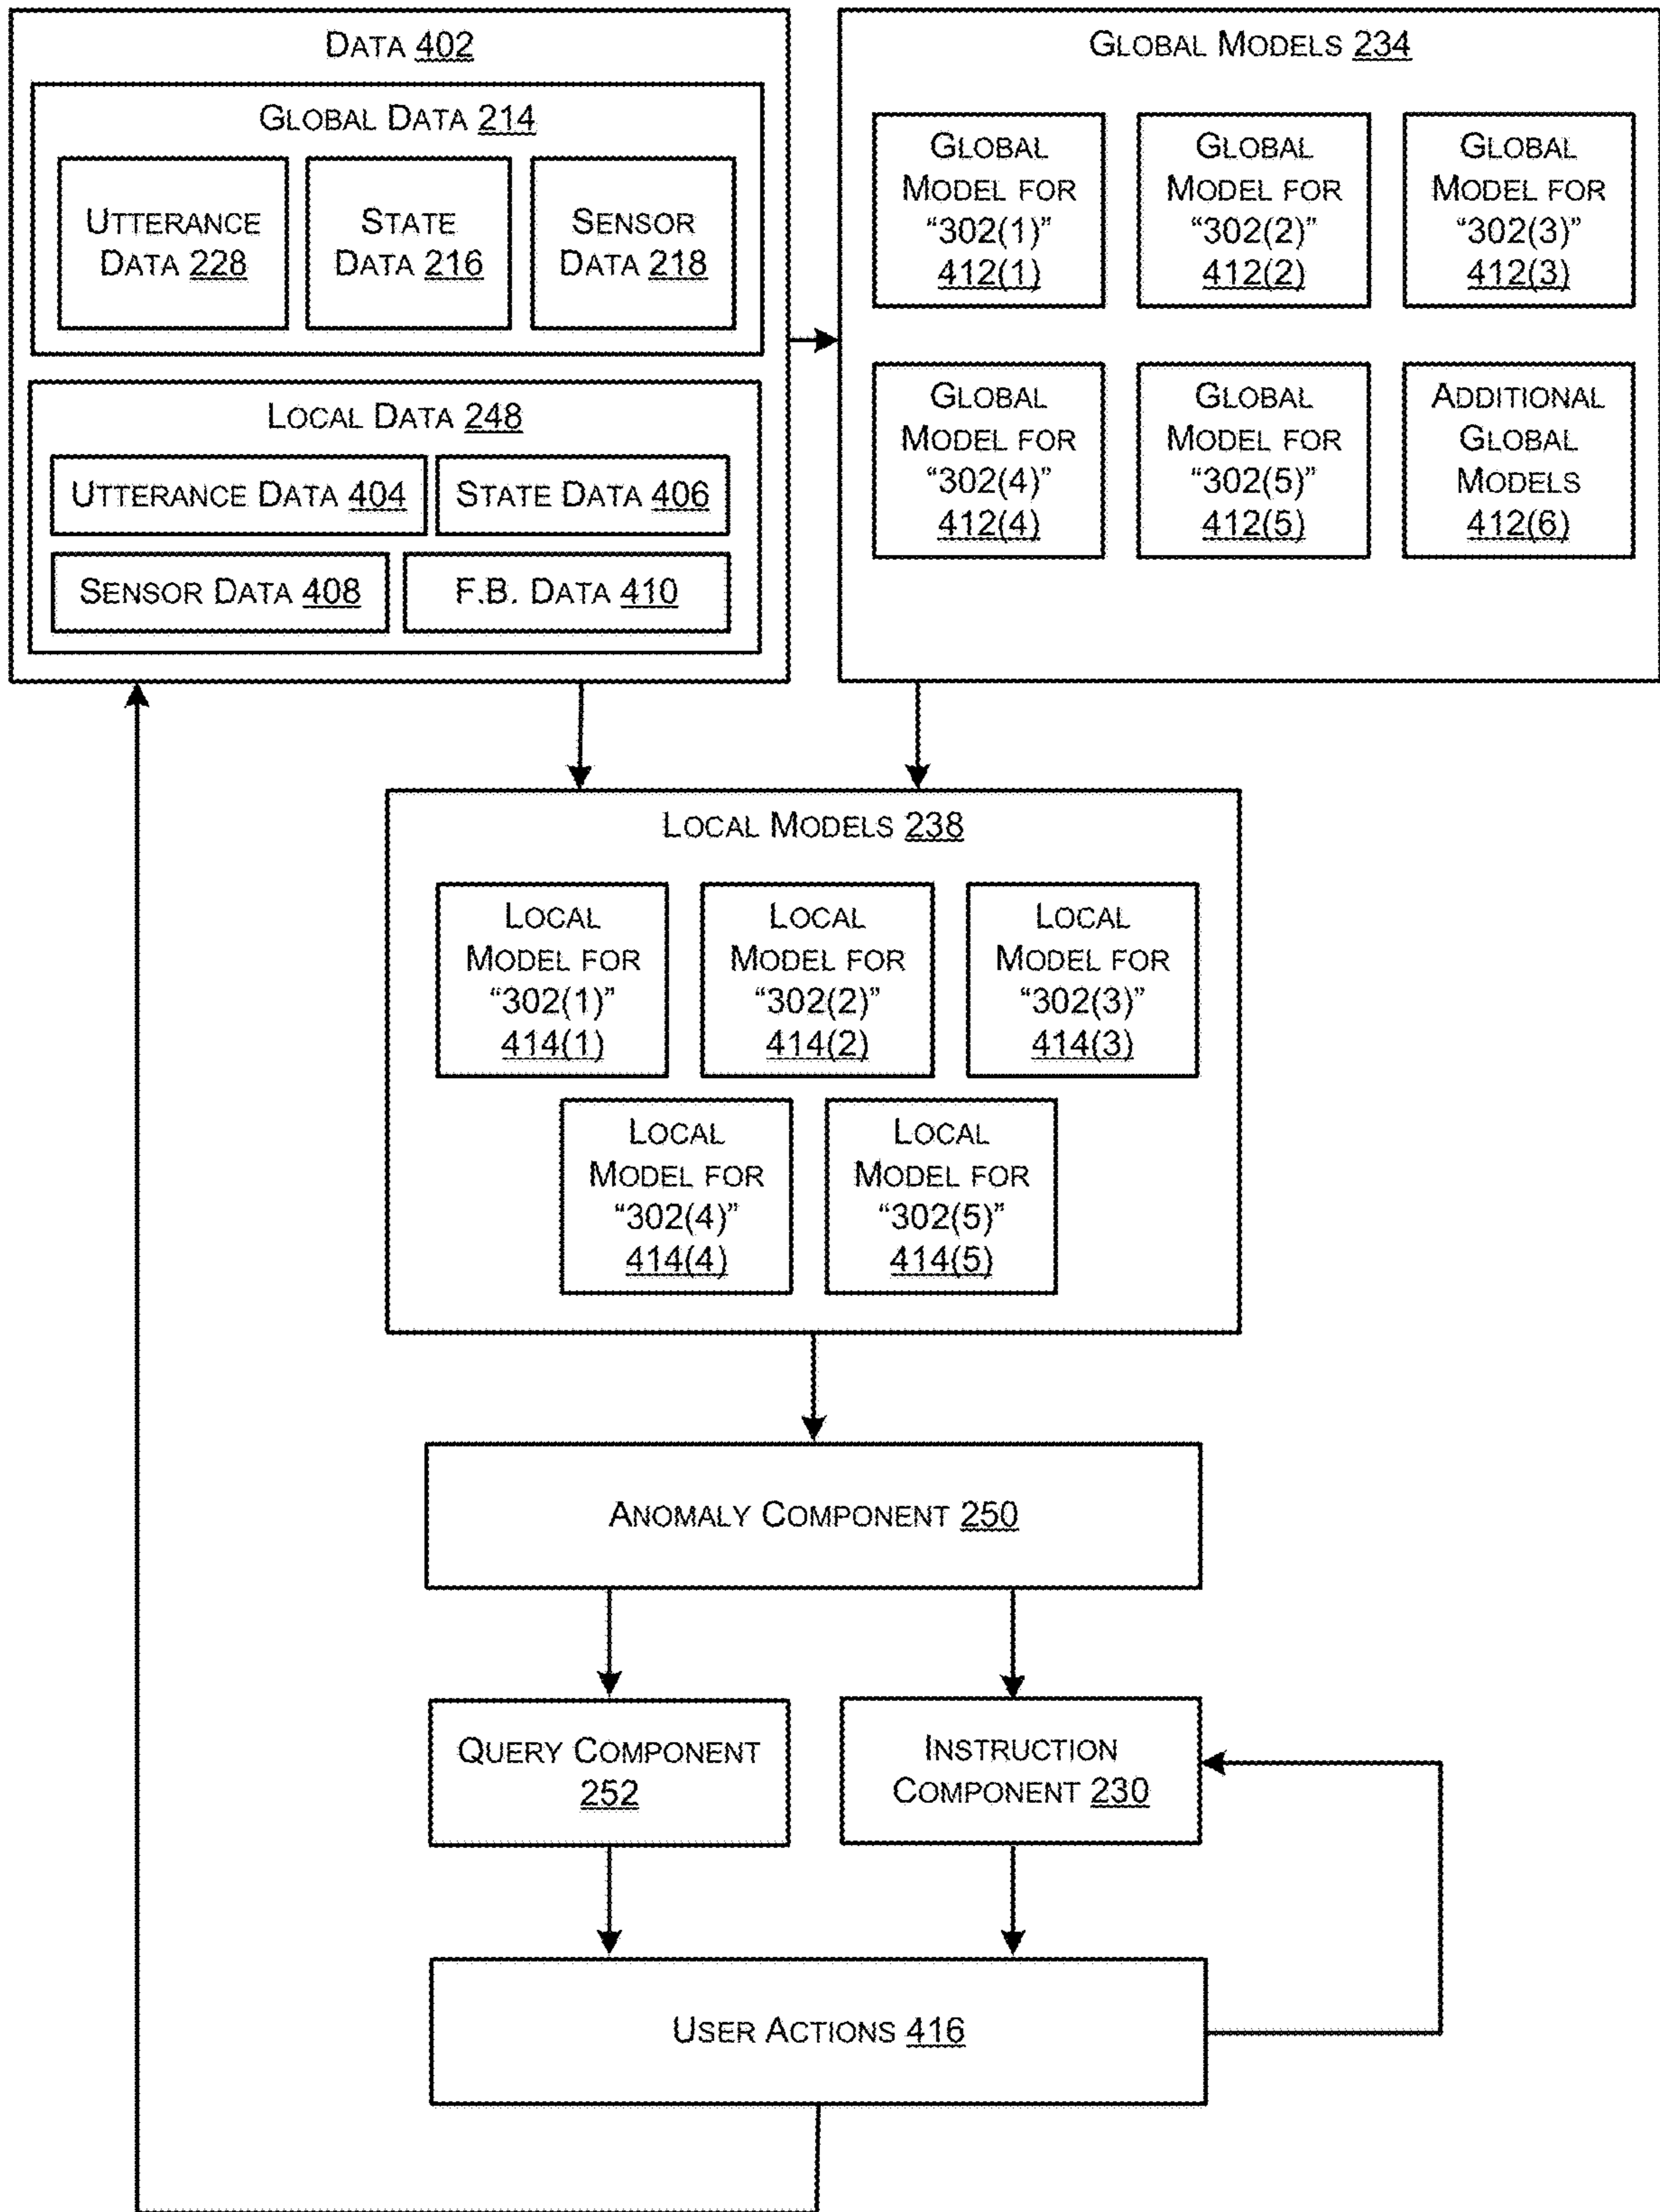 DATA 402
GLOBAL DATA 214
UTTERANCE
DATA 228
STATE
DATA 216
SENSOR
DATA 218
LOCAL DATA 248
UTTERANCE DATA 404
STATE DATA 406
SENSOR DATA 408
F.B. DATA 410
GLOBAL MODELS 234
GLOBAL
MODEL FOR
“302(1)”
412(1)
GLOBAL
MODEL FOR
“302(2)”
412(2)
GLOBAL
MODEL FOR
“302(3)”
412(3)
GLOBAL
MODEL FOR
“302(4)”
412(4)
GLOBAL
MODEL FOR
“302(5)”
412(5)
ADDITIONAL
GLOBAL
MODELS
412(6)
LOCAL MODELS 238
LOCAL
MODEL FOR
“302(1)”
414(1)
LOCAL
MODEL FOR
“302(2)”
414(2)
LOCAL
MODEL FOR
“302(3)”
414(3)
LOCAL
MODEL FOR
“302(4)”
414(4)
LOCAL
MODEL FOR
“302(5)”
414(5)
ANOMALY COMPONENT 250
QUERY COMPONENT
252
INSTRUCTION
COMPONENT 230
USER ACTIONS 416